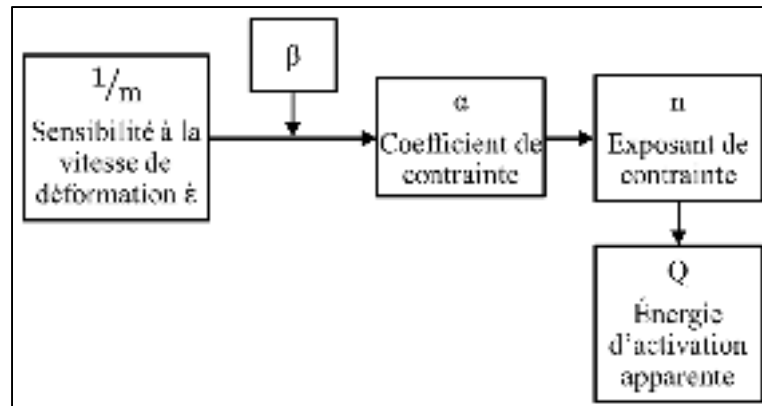 1/m
Sensibilité à la
vitesse de
déformation ε̇
β
α
Coefficient de
contrainte
n
Exposant de
contrainte
Q
Énergie
d'activation
apparente